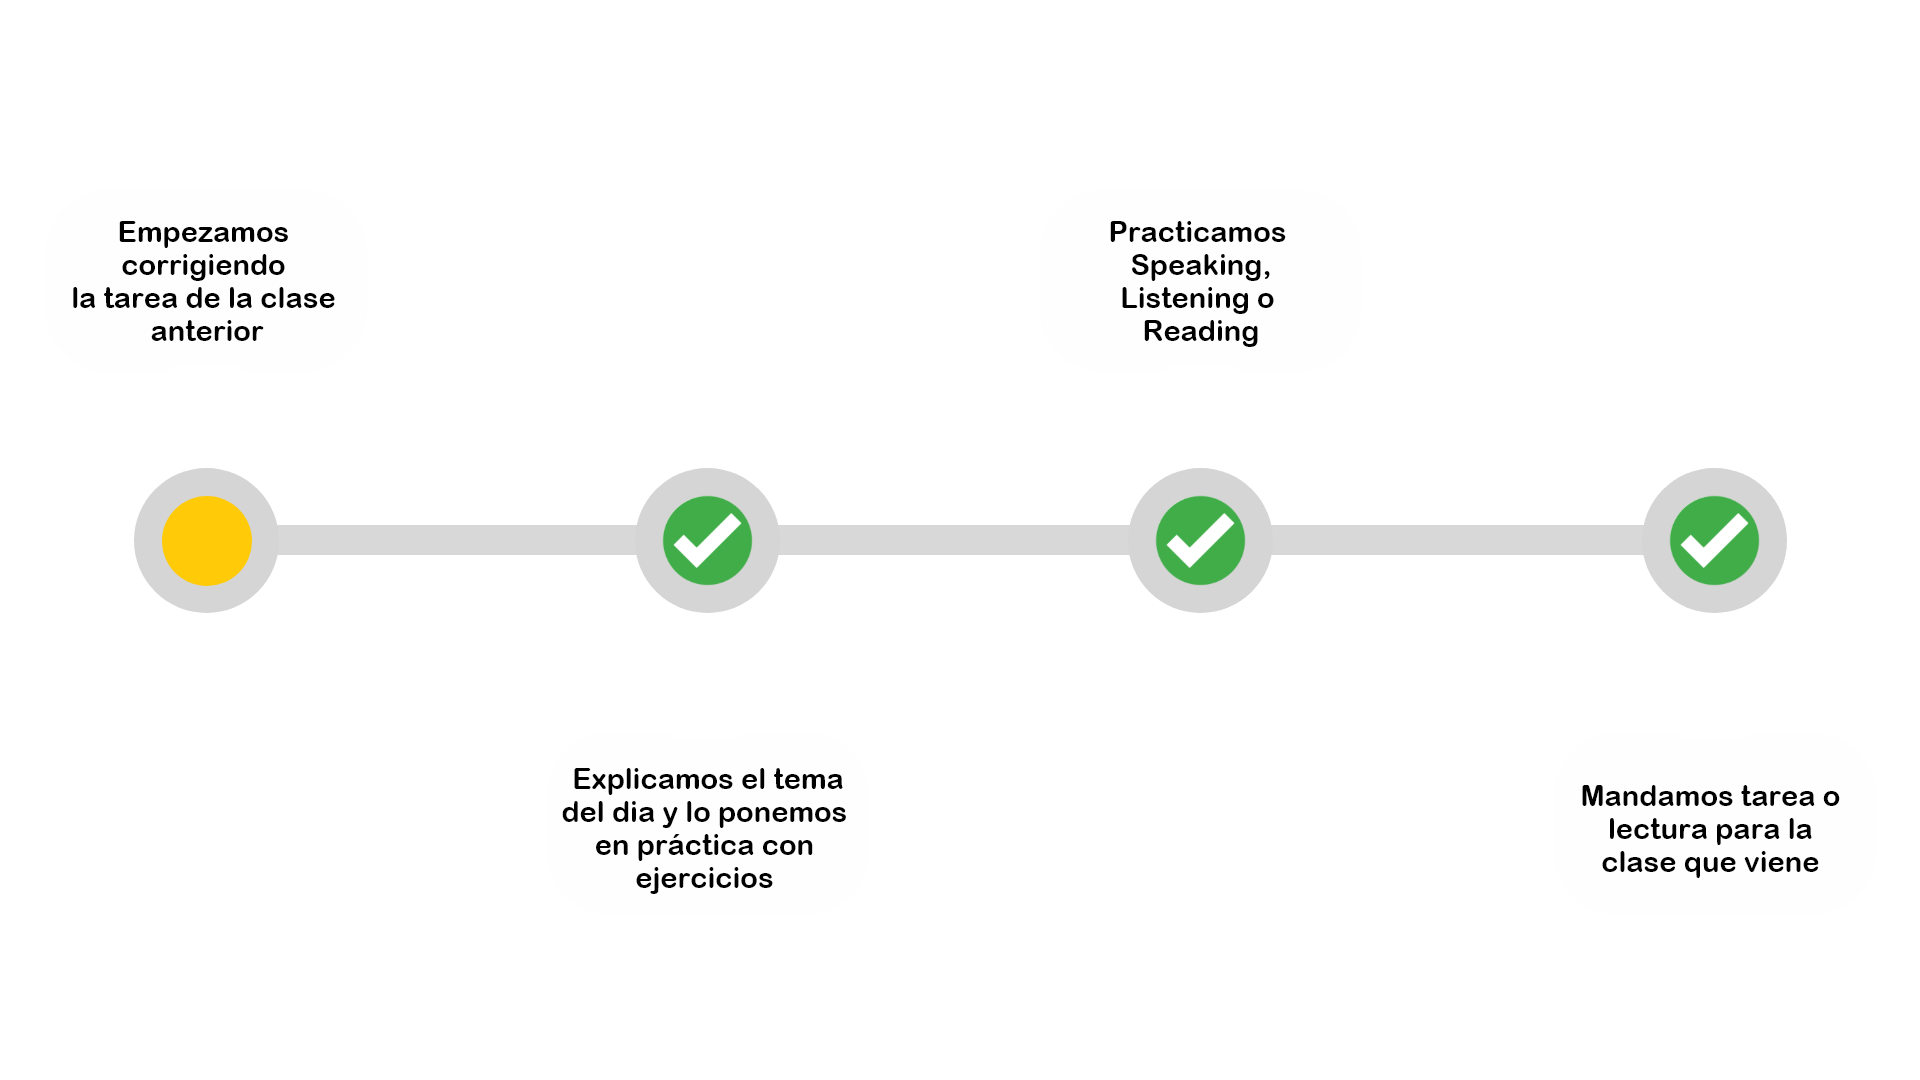 Empezamos
corrigiendo
la tarea de la clase
anterior
Explicamos el tema
del dia y lo ponemos
en práctica con
ejercicios
Practicamos
Speaking,
Listening o
Reading
Mandamos tarea o
lectura para la
clase que viene